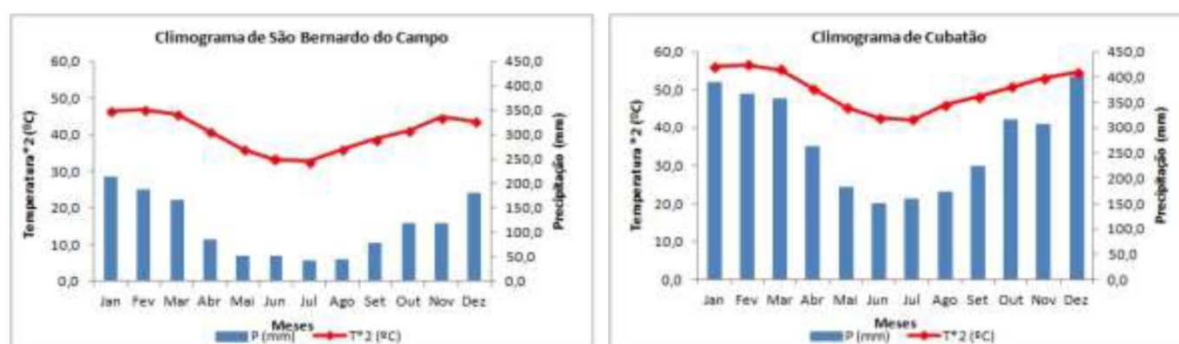 Climograma de São Bernardo do Campo
Temperatura*2 (ºC)
60,0
50,0
40,0
30,0
20,0
10,0
0,0
450,0
400,0
350,0
300,0
250,0
200,0
150,0
100,0
50,0
0,0
Precipitação (mm)
Jan Fev Mar Abr Mai Jun Jul Ago Set Out Nov Dez
Meses
P (mm) T*2 (ºC)
Climograma de Cubatão
Temperatura*2 (ºC)
60,0
50,0
40,0
30,0
20,0
10,0
0,0
450,0
400,0
350,0
300,0
250,0
200,0
150,0
100,0
50,0
0,0
Precipitação (mm)
Jan Fev Mar Abr Mai Jun Jul Ago Set Out Nov Dez
Meses
P (mm) T*2 (ºC)